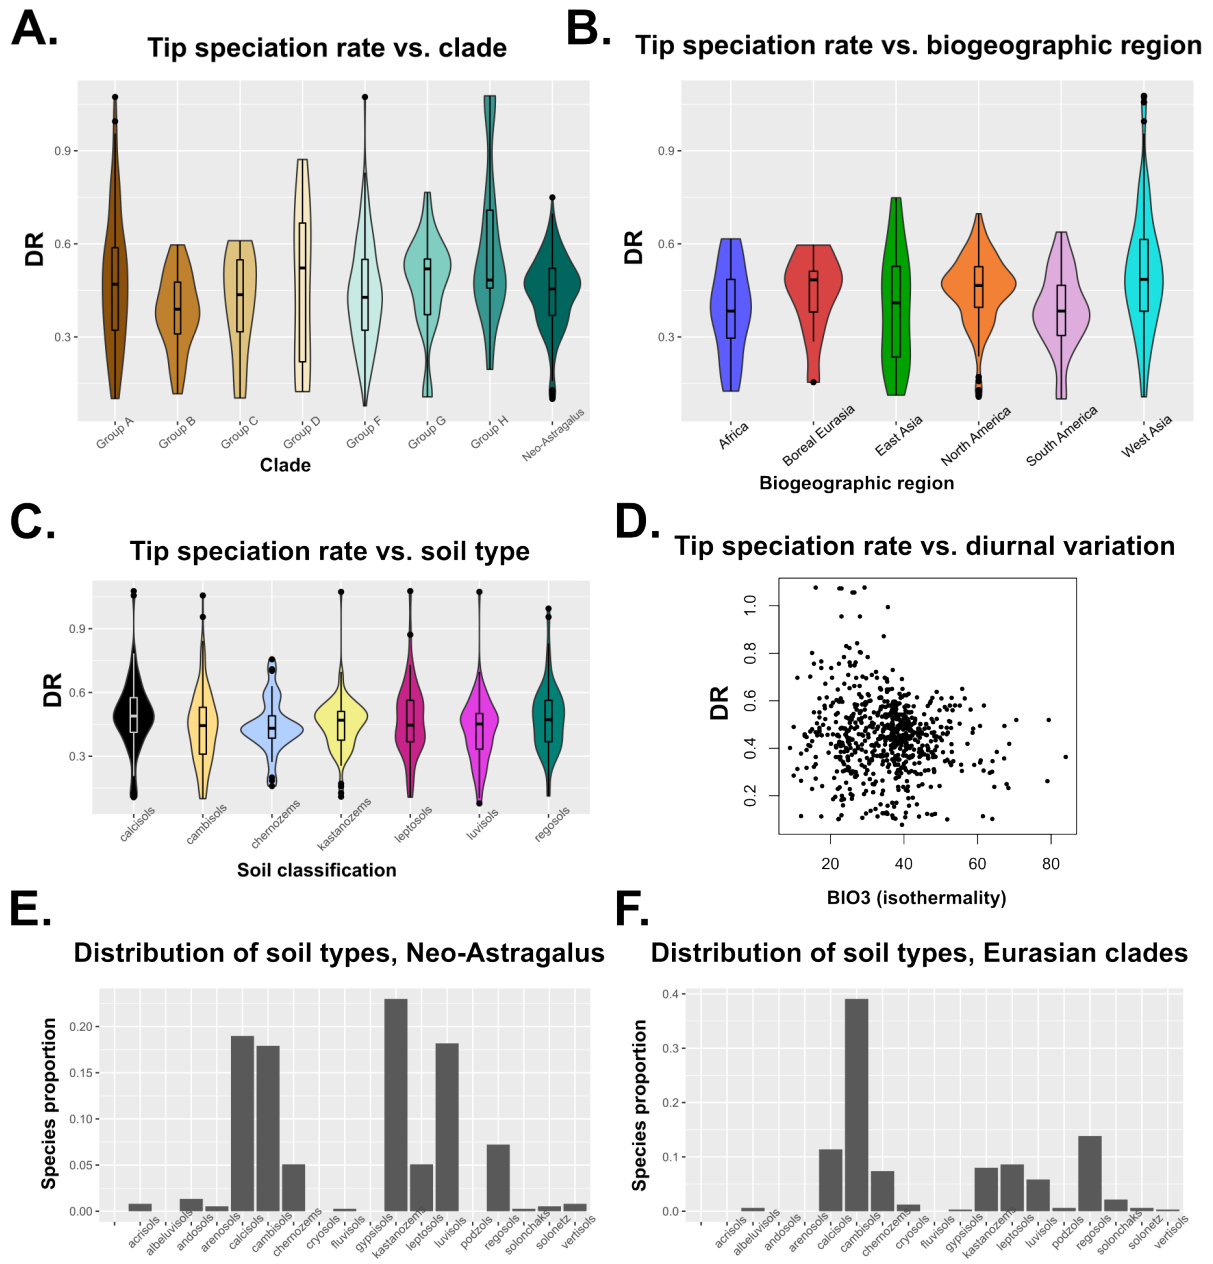 A.
Tip speciation rate vs. clade
DR
0.9
0.6
0.3
Group A
Group B
Group C
Group D
Group F
Group G
Group H
Neo-Astragalus
Clade
B.
Tip speciation rate vs. biogeographic region
DR
0.9
0.6
0.3
Africa
Boreal Eurasia
East Asia
North America
South America
West Asia
Biogeographic region
C.
Tip speciation rate vs. soil type
DR
0.9
0.6
0.3
calcisols
cambisols
chernozems
kastanozems
leptosols
luvisols
regosols
Soil classification
D.
Tip speciation rate vs. diurnal variation
DR
1.0
0.8
0.6
0.4
0.2
20
40
60
80
BIO3 (isothermality)
E.
Distribution of soil types, Neo-Astragalus
Species proportion
0.20
0.15
0.10
0.05
0.00
acrisols
albeluvisols
andosols
arenosols
calcisols
cambisols
chernozems
cryosols
fluvisols
gypsisols
kastanozems
leptosols
luvisols
podzols
regosols
solonchaks
solonetz
vertisols
F.
Distribution of soil types, Eurasian clades
Species proportion
0.4
0.3
0.2
0.1
0.0
acrisols
albeluvisols
andosols
arenosols
calcisols
cambisols
chernozems
cryosols
fluvisols
gypsisols
kastanozems
leptosols
luvisols
podzols
regosols
solonchaks
solonetz
vertisols